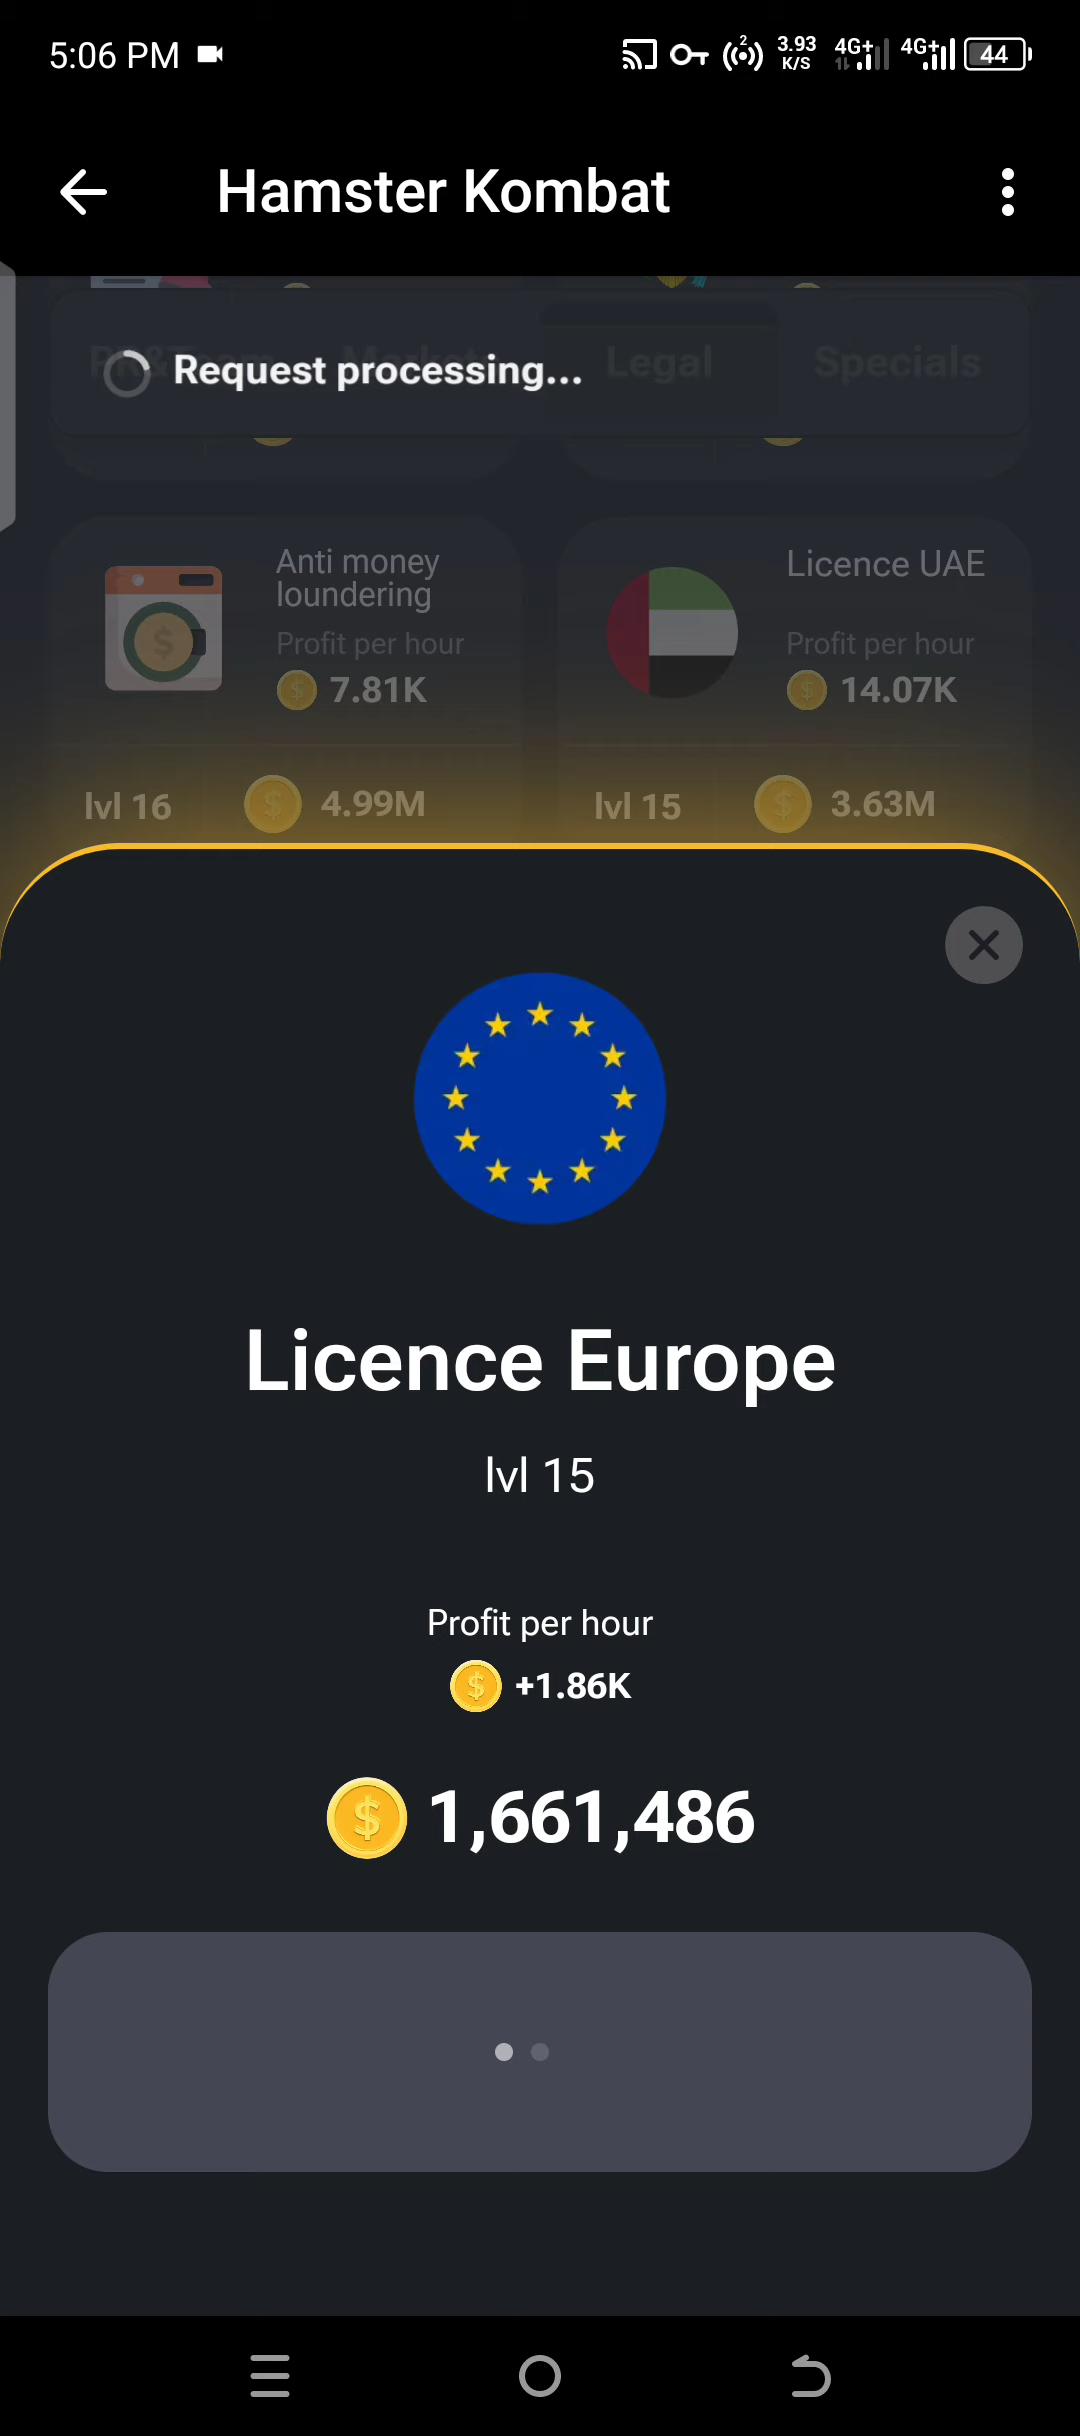 5:06 PM
2
3.93
K/S
4G+
4G+
44
Hamster Kombat
Request processing...
Legal
Specials
Anti money
loundering
Profit per hour
7.81K
lvl 16
4.99M
Licence UAE
Profit per hour
14.07K
lvl 15
3.63M
Licence Europe
lvl 15
Profit per hour
+1.86K
1,661,486